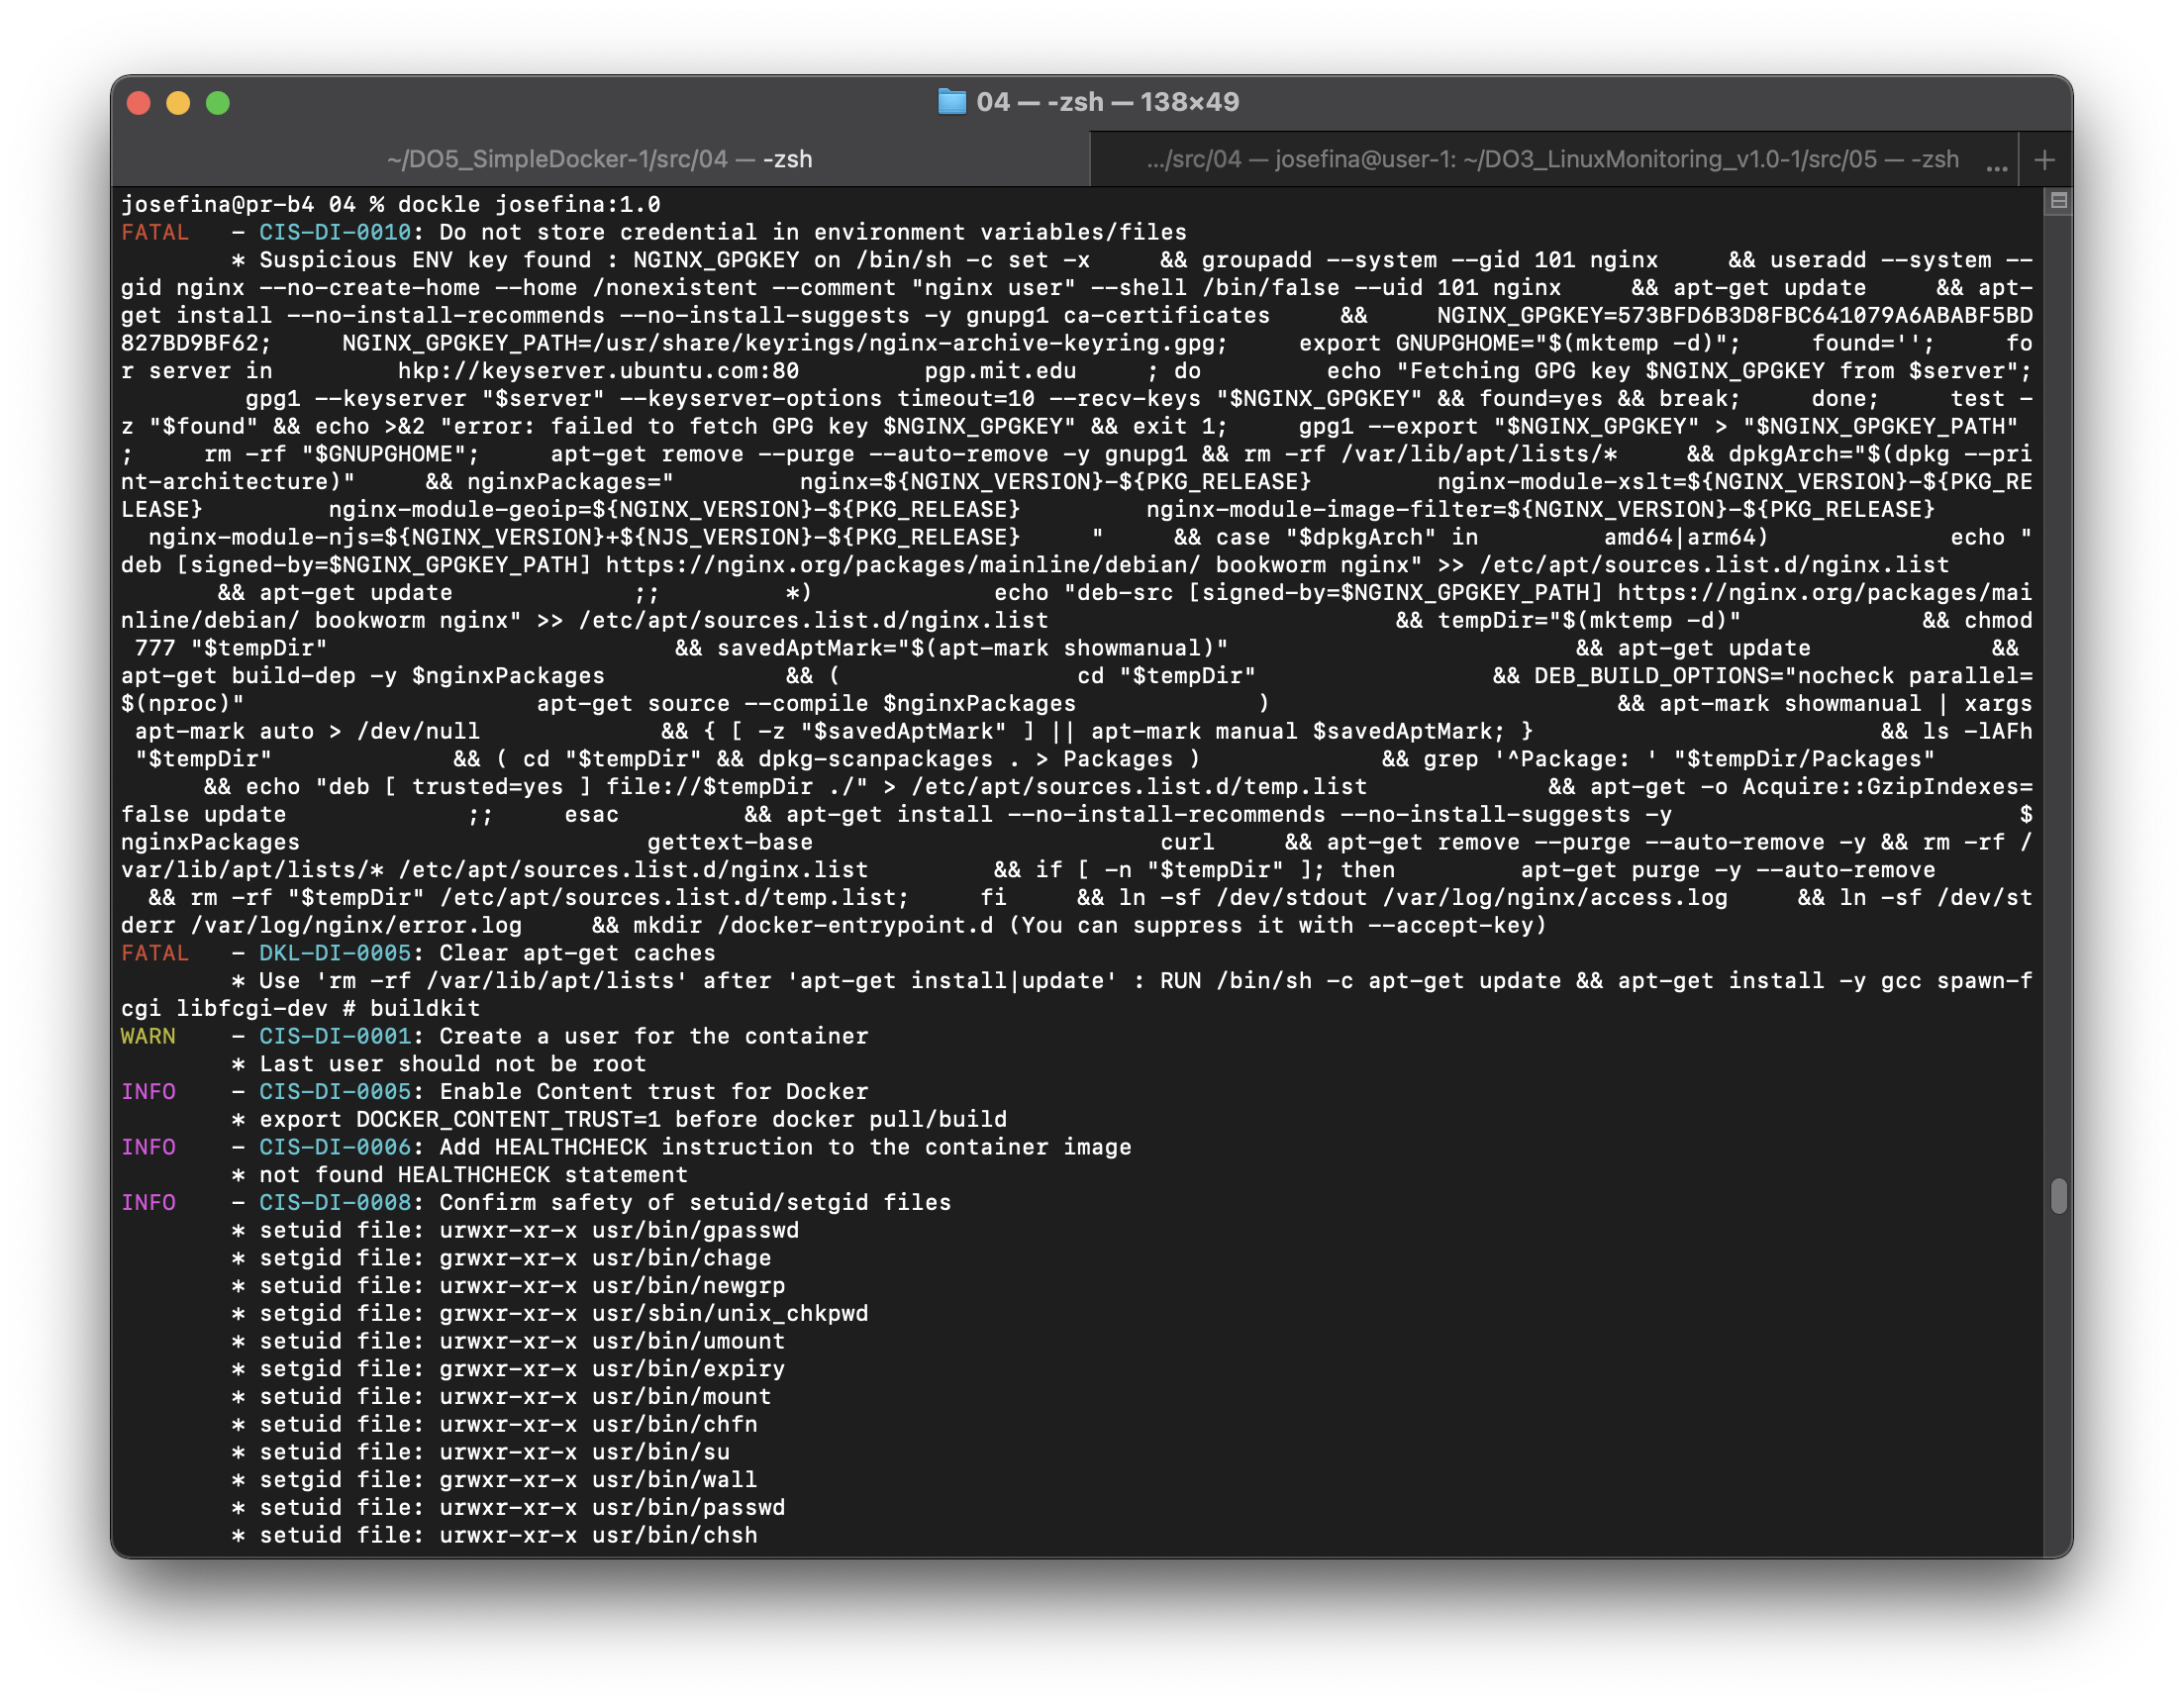 04 — -zsh — 138×49
~/DO5_SimpleDocker-1/src/04 — -zsh
.../src/04 — josefina@user-1: ~/DO3_LinuxMonitoring_v1.0-1/src/05 — -zsh ... +
josefina@pr-b4 04 % dockle josefina:1.0
FATAL   - CIS-DI-0010: Do not store credential in environment variables/files
        * Suspicious ENV key found : NGINX_GPGKEY on /bin/sh -c set -x     && groupadd --system --gid 101 nginx     && useradd --system --
gid nginx --no-create-home --home /nonexistent --comment "nginx user" --shell /bin/false --uid 101 nginx     && apt-get update     && apt-
get install --no-install-recommends --no-install-suggests -y gnupg1 ca-certificates     &&     NGINX_GPGKEY=573BFD6B3D8FBC641079A6ABABF5BD
827BD9BF62;     NGINX_GPGKEY_PATH=/usr/share/keyrings/nginx-archive-keyring.gpg;     export GNUPGHOME="$(mktemp -d)";     found='';     fo
r server in         hkp://keyserver.ubuntu.com:80         pgp.mit.edu     ; do         echo "Fetching GPG key $NGINX_GPGKEY from $server";
         gpg1 --keyserver "$server" --keyserver-options timeout=10 --recv-keys "$NGINX_GPGKEY" && found=yes && break;     done;     test -
z "$found" && echo >&2 "error: failed to fetch GPG key $NGINX_GPGKEY" && exit 1;     gpg1 --export "$NGINX_GPGKEY" > "$NGINX_GPGKEY_PATH"
;     rm -rf "$GNUPGHOME";     apt-get remove --purge --auto-remove -y gnupg1 && rm -rf /var/lib/apt/lists/*     && dpkgArch="$(dpkg --pri
nt-architecture)"     && nginxPackages="         nginx=${NGINX_VERSION}-${PKG_RELEASE}         nginx-module-xslt=${NGINX_VERSION}-${PKG_RE
LEASE}         nginx-module-geoip=${NGINX_VERSION}-${PKG_RELEASE}         nginx-module-image-filter=${NGINX_VERSION}-${PKG_RELEASE}
  nginx-module-njs=${NGINX_VERSION}+${NJS_VERSION}-${PKG_RELEASE}     "     && case "$dpkgArch" in         amd64|arm64)             echo "
deb [signed-by=$NGINX_GPGKEY_PATH] https://nginx.org/packages/mainline/debian/ bookworm nginx" >> /etc/apt/sources.list.d/nginx.list
       && apt-get update             ;;         *)             echo "deb-src [signed-by=$NGINX_GPGKEY_PATH] https://nginx.org/packages/mai
nline/debian/ bookworm nginx" >> /etc/apt/sources.list.d/nginx.list                         && tempDir="$(mktemp -d)"             && chmod
 777 "$tempDir"                         && savedAptMark="$(apt-mark showmanual)"                         && apt-get update             &&
apt-get build-dep -y $nginxPackages             && (                 cd "$tempDir"                 && DEB_BUILD_OPTIONS="nocheck parallel=
$(nproc)"                     apt-get source --compile $nginxPackages             )                         && apt-mark showmanual | xargs
 apt-mark auto > /dev/null             && { [ -z "$savedAptMark" ] || apt-mark manual $savedAptMark; }                         && ls -lAFh
 "$tempDir"             && ( cd "$tempDir" && dpkg-scanpackages . > Packages )             && grep '^Package: ' "$tempDir/Packages"
      && echo "deb [ trusted=yes ] file://$tempDir ./" > /etc/apt/sources.list.d/temp.list             && apt-get -o Acquire::GzipIndexes=
false update             ;;     esac         && apt-get install --no-install-recommends --no-install-suggests -y                         $
nginxPackages                         gettext-base                         curl     && apt-get remove --purge --auto-remove -y && rm -rf /
var/lib/apt/lists/* /etc/apt/sources.list.d/nginx.list         && if [ -n "$tempDir" ]; then         apt-get purge -y --auto-remove
  && rm -rf "$tempDir" /etc/apt/sources.list.d/temp.list;     fi     && ln -sf /dev/stdout /var/log/nginx/access.log     && ln -sf /dev/st
derr /var/log/nginx/error.log     && mkdir /docker-entrypoint.d (You can suppress it with --accept-key)
FATAL   - DKL-DI-0005: Clear apt-get caches
        * Use 'rm -rf /var/lib/apt/lists' after 'apt-get install|update' : RUN /bin/sh -c apt-get update && apt-get install -y gcc spawn-f
cgi libfcgi-dev # buildkit
WARN    - CIS-DI-0001: Create a user for the container
        * Last user should not be root
INFO    - CIS-DI-0005: Enable Content trust for Docker
        * export DOCKER_CONTENT_TRUST=1 before docker pull/build
INFO    - CIS-DI-0006: Add HEALTHCHECK instruction to the container image
        * not found HEALTHCHECK statement
INFO    - CIS-DI-0008: Confirm safety of setuid/setgid files
        * setuid file: urwxr-xr-x usr/bin/gpasswd
        * setgid file: grwxr-xr-x usr/bin/chage
        * setuid file: urwxr-xr-x usr/bin/newgrp
        * setgid file: grwxr-xr-x usr/sbin/unix_chkpwd
        * setuid file: urwxr-xr-x usr/bin/umount
        * setgid file: grwxr-xr-x usr/bin/expiry
        * setuid file: urwxr-xr-x usr/bin/mount
        * setuid file: urwxr-xr-x usr/bin/chfn
        * setuid file: urwxr-xr-x usr/bin/su
        * setgid file: grwxr-xr-x usr/bin/wall
        * setuid file: urwxr-xr-x usr/bin/passwd
        * setuid file: urwxr-xr-x usr/bin/chsh